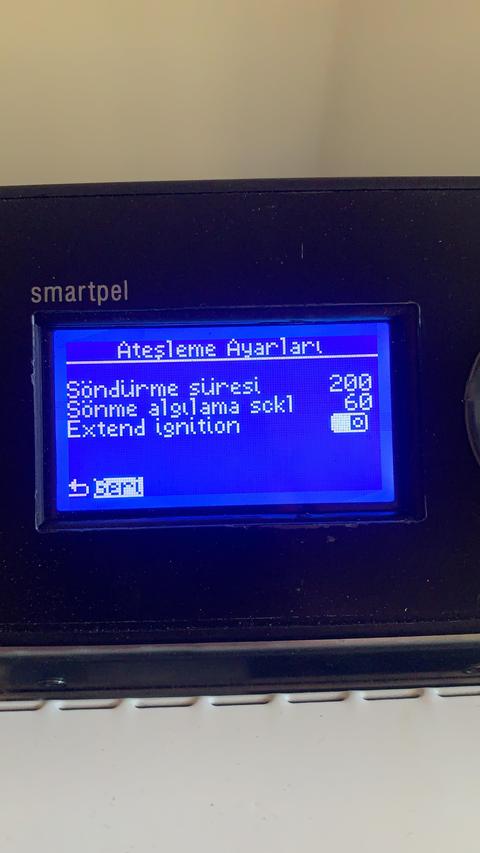 smartpel
Ateşleme Ayarları
Söndürme süresi 200
Sönme algılama sckl 60
Extend ignition
Geri